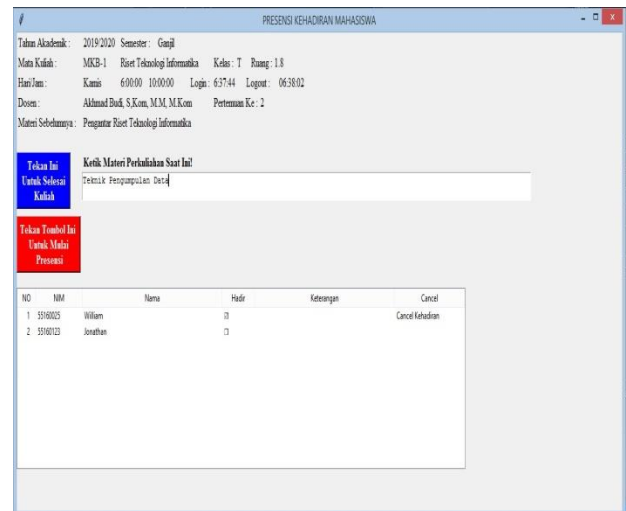 PRESENSI KEHADIRAN MAHASISWA
Tahun Akademik : 2019/2020 Semester : Ganjil
Mata Kuliah : MKB-1 Riset Teknologi Informatika Kelas : T Ruang : 1.8
Hari/Jam : Kamis 6:00:00 10:00:00 Login : 6:37:44 Logout : 06:38:02
Dosen : Akhmad Budi, S,Kom, M.M, M.Kom Pertemuan Ke : 2
Materi Sebelumnya : Pengantar Riset Teknologi Informatika
Ketik Materi Perkuliahan Saat Ini!
Tekan Ini
Untuk Selesai
Kuliah
Teknik Pengumpulan Data
Tekan Tombol Ini
Untuk Mulai
Presensi
NO NIM Nama Hadir Keterangan Cancel
1 55160025 William ☑ Cancel Kehadiran
2 55160123 Jonathan ☐